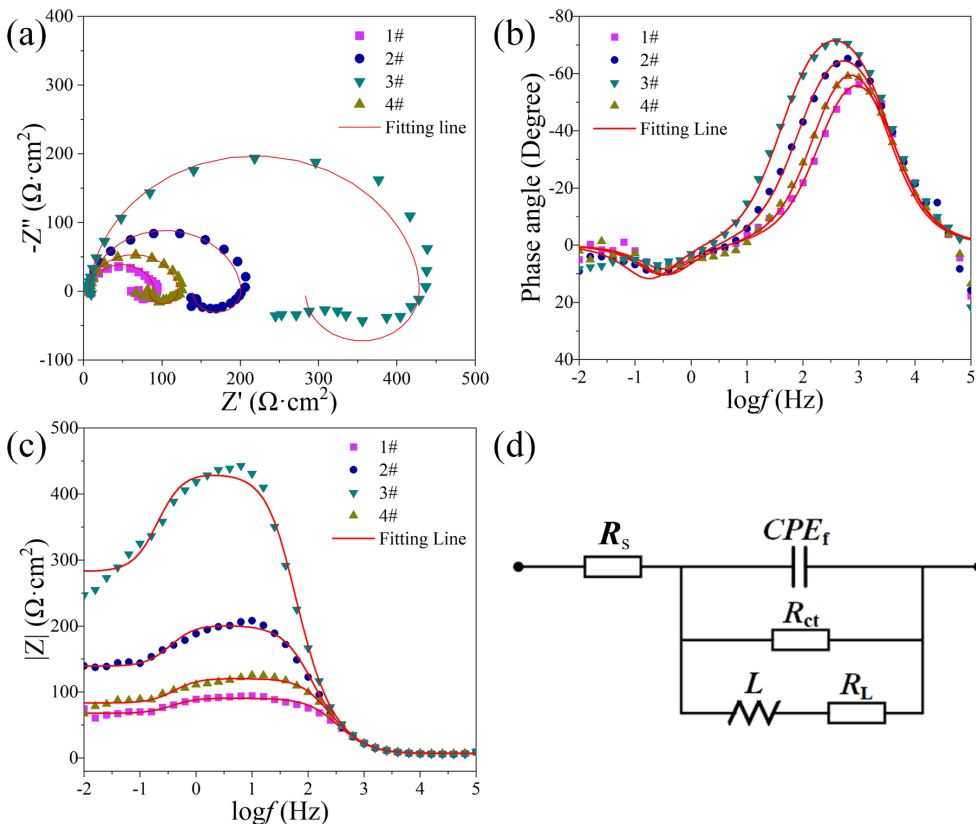 (a)
400
300
200
100
0
-100
-Z'' (Ω·cm²)
1#
2#
3#
4#
Fitting line
0 100 200 300 400 500
Z' (Ω·cm²)
(b)
-80
-60
-40
-20
0
20
40
Phase angle (Degree)
1#
2#
3#
4#
Fitting Line
-2 -1 0 1 2 3 4 5
logf (Hz)
(c)
500
400
300
200
100
0
|Z| (Ω·cm²)
1#
2#
3#
4#
Fitting Line
-2 -1 0 1 2 3 4 5
logf (Hz)
(d)
Rs
CPEf
Rct
L RL